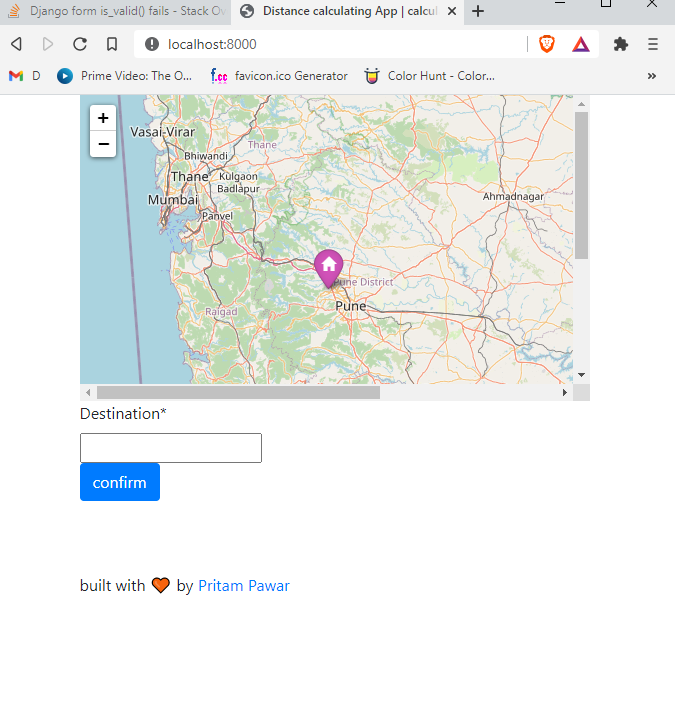 Django form is_valid() fails - Stack Ov
Distance calculating App | calcul
localhost:8000
D
Prime Video: The O...
f.cc favicon.ico Generator
Color Hunt - Color...
»
+
−
Vasai-Virar
Thane
Bhiwandi
Thane
Kulgaon
Badlapur
Mumbai
Panvel
Ahmadnagar
Pune District
Raigad
Pune
Destination*
confirm
built with 🧡 by Pritam Pawar